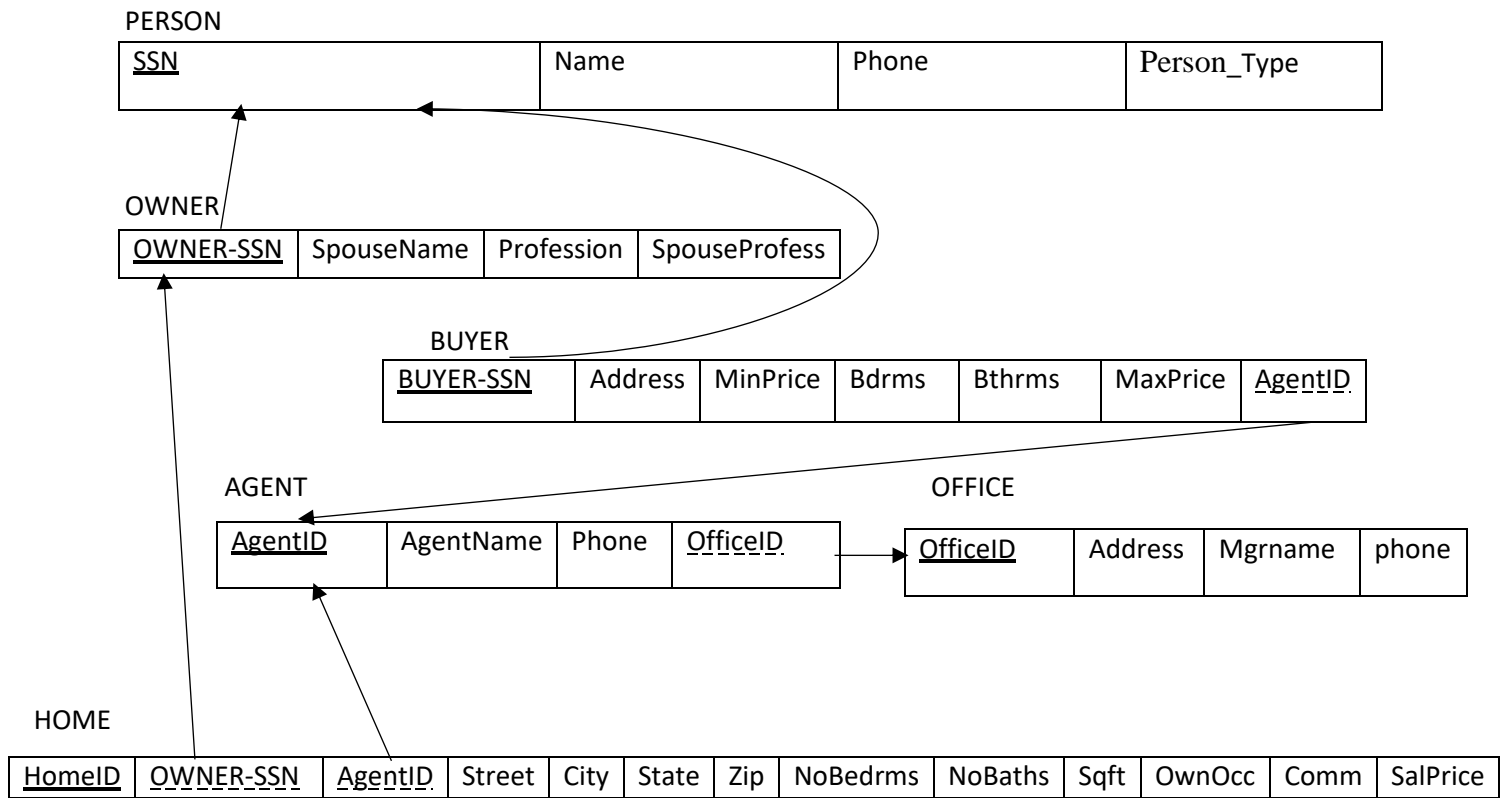 PERSON
SSN Name Phone Person_Type
OWNER
OWNER-SSN SpouseName Profession SpouseProfess
BUYER
BUYER-SSN Address MinPrice Bdrms Bthrms MaxPrice AgentID
AGENT OFFICE
AgentID AgentName Phone OfficeID OfficeID Address Mgrname phone
HOME
HomeID OWNER-SSN AgentID Street City State Zip NoBedrms NoBaths Sqft OwnOcc Comm SalPrice